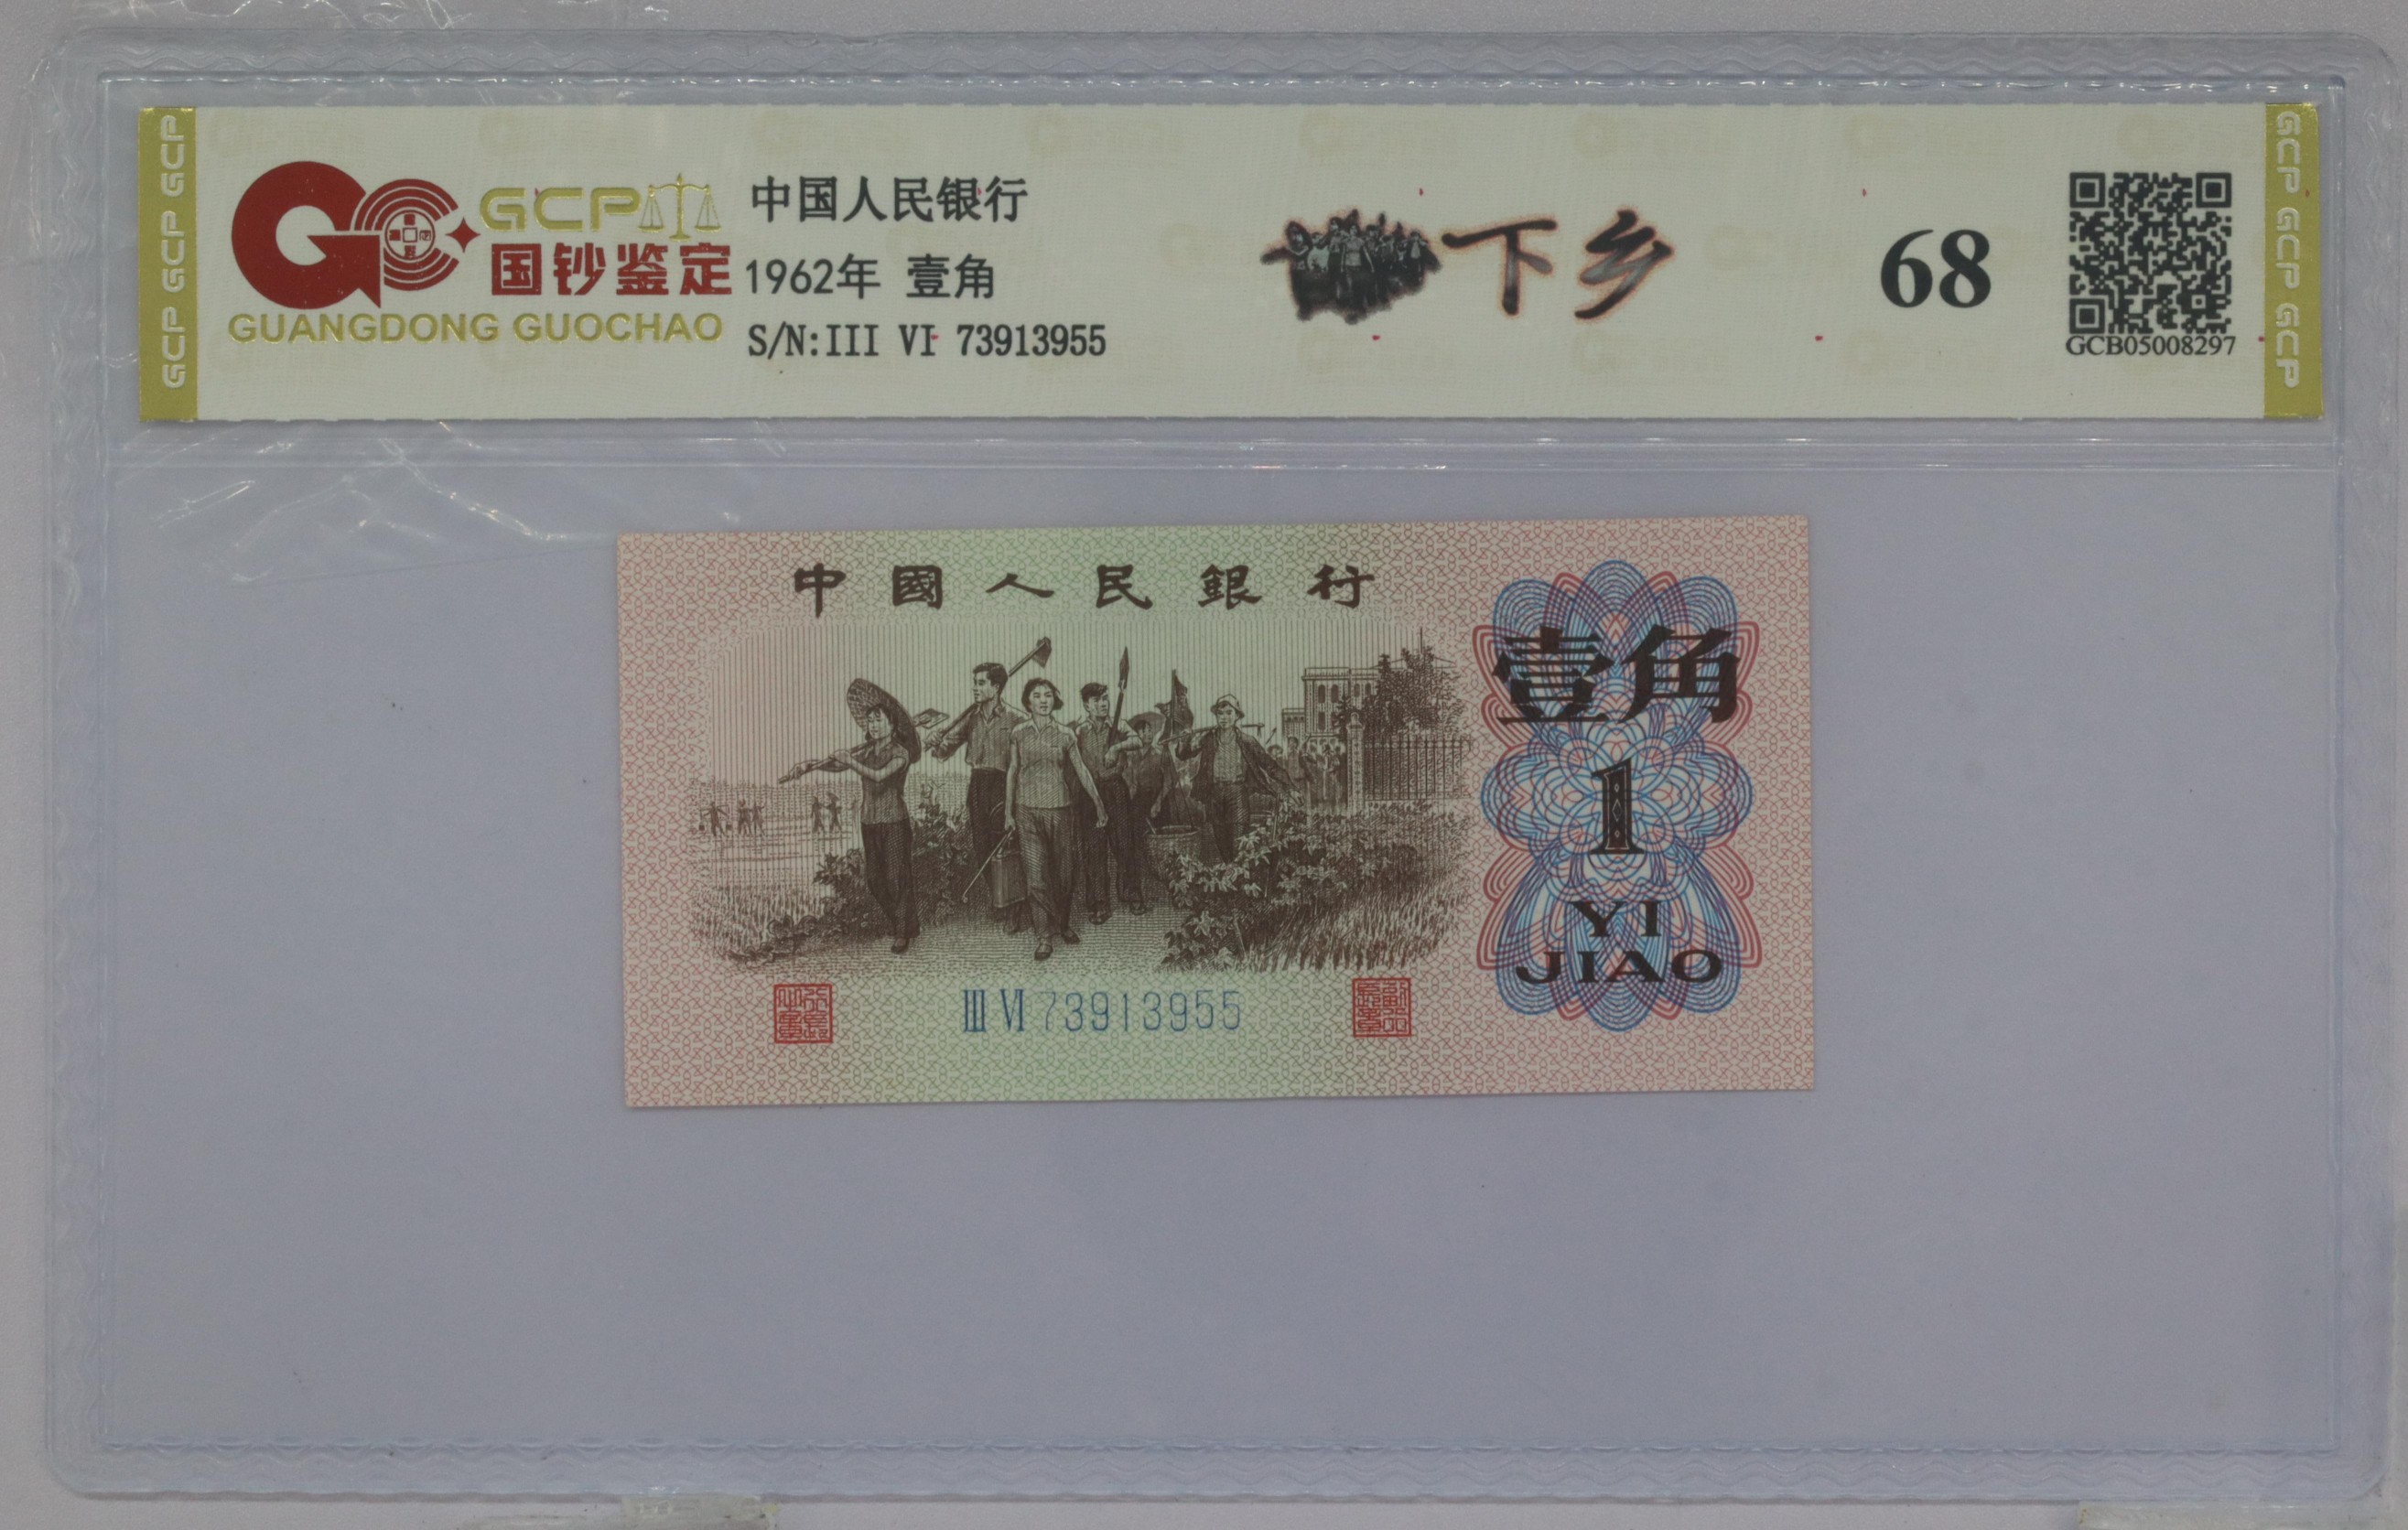 GCP GCP GCP
GCP
国钞鉴定
GUANGDONG GUOCHAO
中国人民银行
1962年 壹角
S/N:III VI 73913955
下乡
68
GCB05008297
GCP GCP GCP
中國人民銀行
壹角
1
YI
JIAO
III VI 73913955